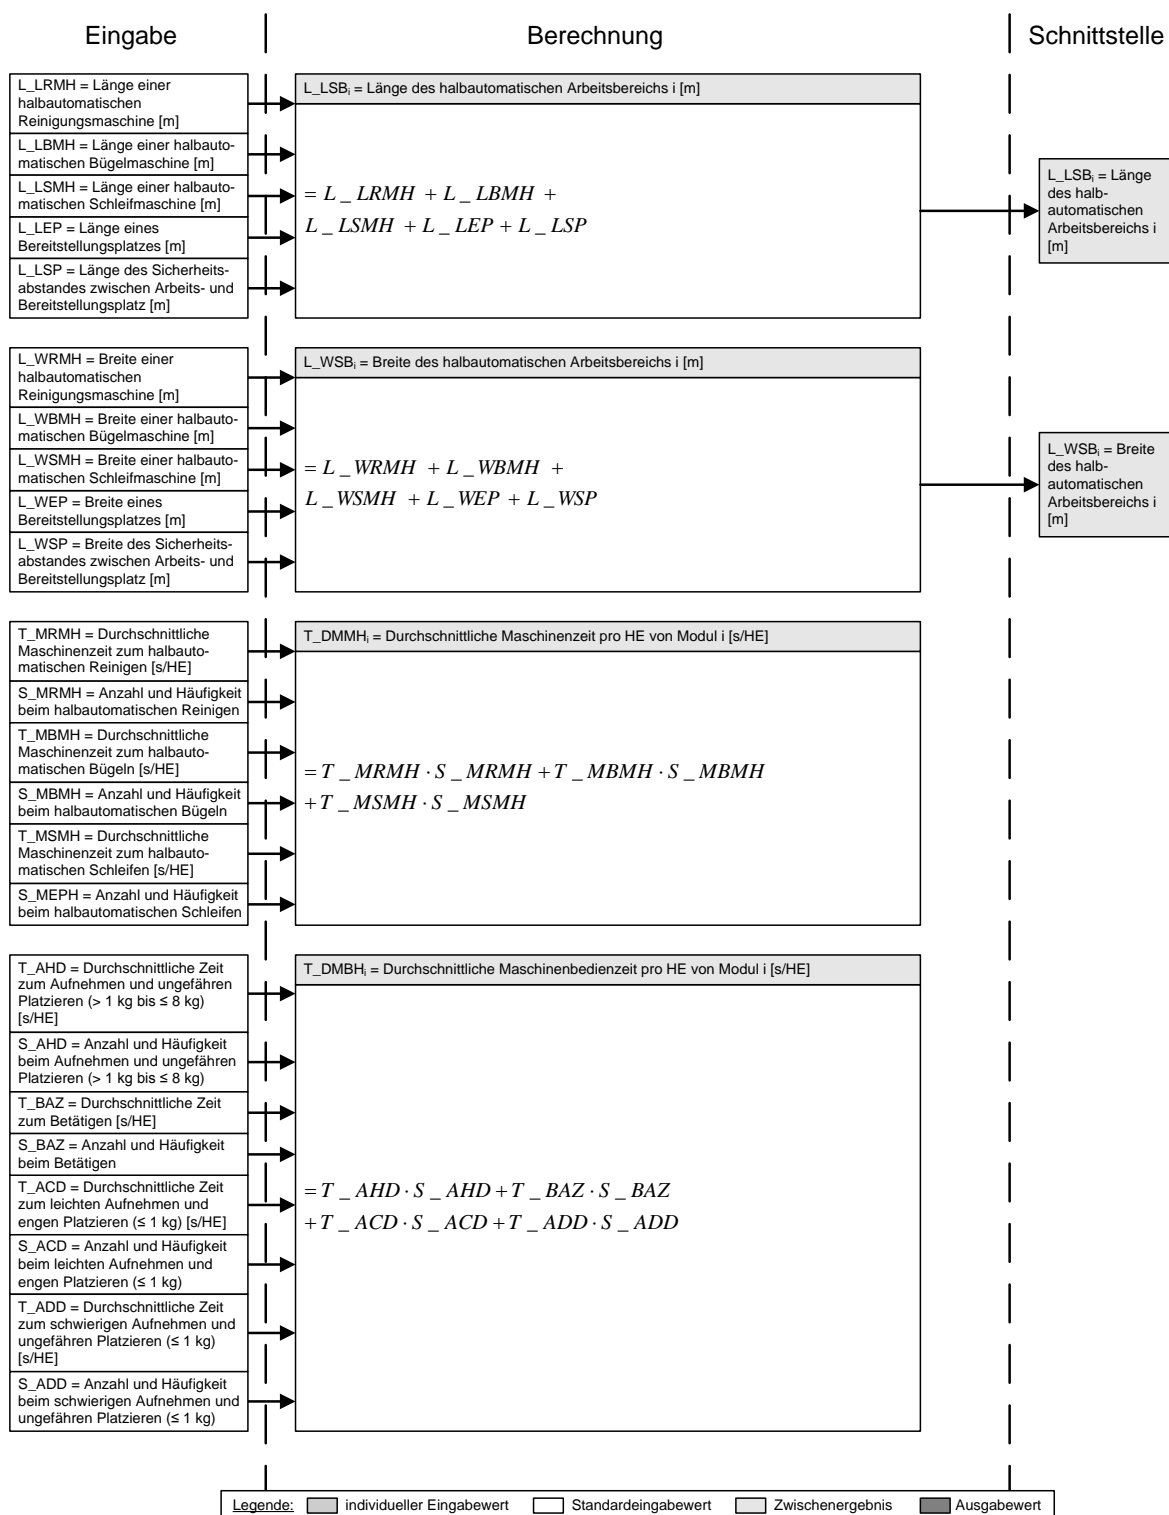 Eingabe
Berechnung
Schnittstelle
L_LRMH = Länge einer
halbautomatischen
Reinigungsmaschine [m]
L_LBMH = Länge einer halbauto-
matischen Bügelmaschine [m]
L_LSMH = Länge einer halbauto-
matischen Schleifmaschine [m]
L_LEP = Länge eines
Bereitstellungsplatzes [m]
L_LSP = Länge des Sicherheits-
abstandes zwischen Arbeits- und
Bereitstellungsplatz [m]
L_LSBᵢ = Länge des halbautomatischen Arbeitsbereichs i [m]
= L _ LRMH + L _ LBMH +
L _ LSMH + L _ LEP + L _ LSP
L_LSBᵢ = Länge
des halb-
automatischen
Arbeitsbereichs i
[m]
L_WRMH = Breite einer
halbautomatischen
Reinigungsmaschine [m]
L_WBMH = Breite einer halbauto-
matischen Bügelmaschine [m]
L_WSMH = Breite einer halbauto-
matischen Schleifmaschine [m]
L_WEP = Breite eines
Bereitstellungsplatzes [m]
L_WSP = Breite des Sicherheits-
abstandes zwischen Arbeits- und
Bereitstellungsplatz [m]
L_WSBᵢ = Breite des halbautomatischen Arbeitsbereichs i [m]
= L _ WRMH + L _ WBMH +
L _ WSMH + L _ WEP + L _ WSP
L_WSBᵢ = Breite
des halb-
automatischen
Arbeitsbereichs i
[m]
T_MRMH = Durchschnittliche
Maschinenzeit zum halbauto-
matischen Reinigen [s/HE]
S_MRMH = Anzahl und Häufigkeit
beim halbautomatischen Reinigen
T_MBMH = Durchschnittliche
Maschinenzeit zum halbauto-
matischen Bügeln [s/HE]
S_MBMH = Anzahl und Häufigkeit
beim halbautomatischen Bügeln
T_MSMH = Durchschnittliche
Maschinenzeit zum halbauto-
matischen Schleifen [s/HE]
S_MEPH = Anzahl und Häufigkeit
beim halbautomatischen Schleifen
T_DMMHᵢ = Durchschnittliche Maschinenzeit pro HE von Modul i [s/HE]
= T _ MRMH · S _ MRMH + T _ MBMH · S _ MBMH
+ T _ MSMH · S _ MSMH
T_AHD = Durchschnittliche Zeit
zum Aufnehmen und ungefähren
Platzieren (> 1 kg bis ≤ 8 kg)
[s/HE]
S_AHD = Anzahl und Häufigkeit
beim Aufnehmen und ungefähren
Platzieren (> 1 kg bis ≤ 8 kg)
T_BAZ = Durchschnittliche Zeit
zum Betätigen [s/HE]
S_BAZ = Anzahl und Häufigkeit
beim Betätigen
T_ACD = Durchschnittliche Zeit
zum leichten Aufnehmen und
engen Platzieren (≤ 1 kg) [s/HE]
S_ACD = Anzahl und Häufigkeit
beim leichten Aufnehmen und
engen Platzieren (≤ 1 kg)
T_ADD = Durchschnittliche Zeit
zum schwierigen Aufnehmen und
ungefähren Platzieren (≤ 1 kg)
[s/HE]
S_ADD = Anzahl und Häufigkeit
beim schwierigen Aufnehmen und
ungefähren Platzieren (≤ 1 kg)
T_DMBHᵢ = Durchschnittliche Maschinenbedienzeit pro HE von Modul i [s/HE]
= T _ AHD · S _ AHD + T _ BAZ · S _ BAZ
+ T _ ACD · S _ ACD + T _ ADD · S _ ADD
Legende: individueller Eingabewert Standardeingabewert Zwischenergebnis Ausgabewert